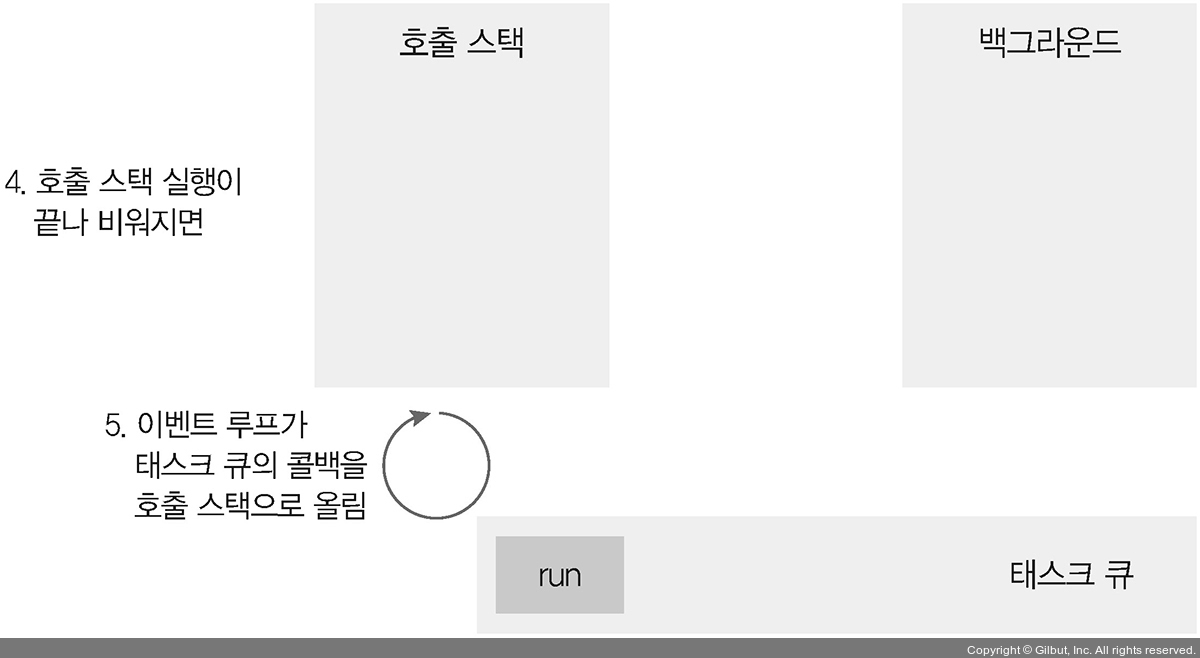 호출 스택
백그라운드
4. 호출 스택 실행이
끝나 비워지면
5. 이벤트 루프가
태스크 큐의 콜백을
호출 스택으로 올림
run
태스크 큐
Copyright © Gilbut, Inc. All rights reserved.